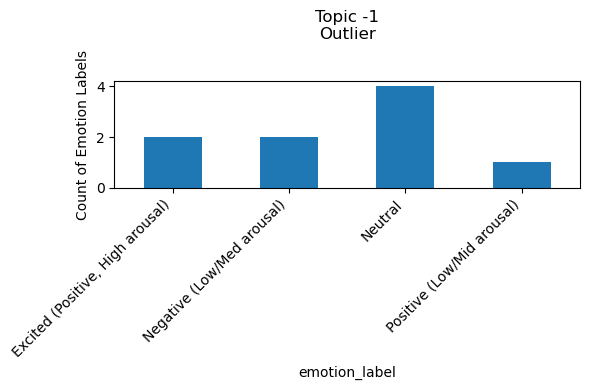 Topic -1
Outlier
Count of Emotion Labels
4
2
0
Excited (Positive, High arousal)
Negative (Low/Med arousal)
Neutral
Positive (Low/Mid arousal)
emotion_label